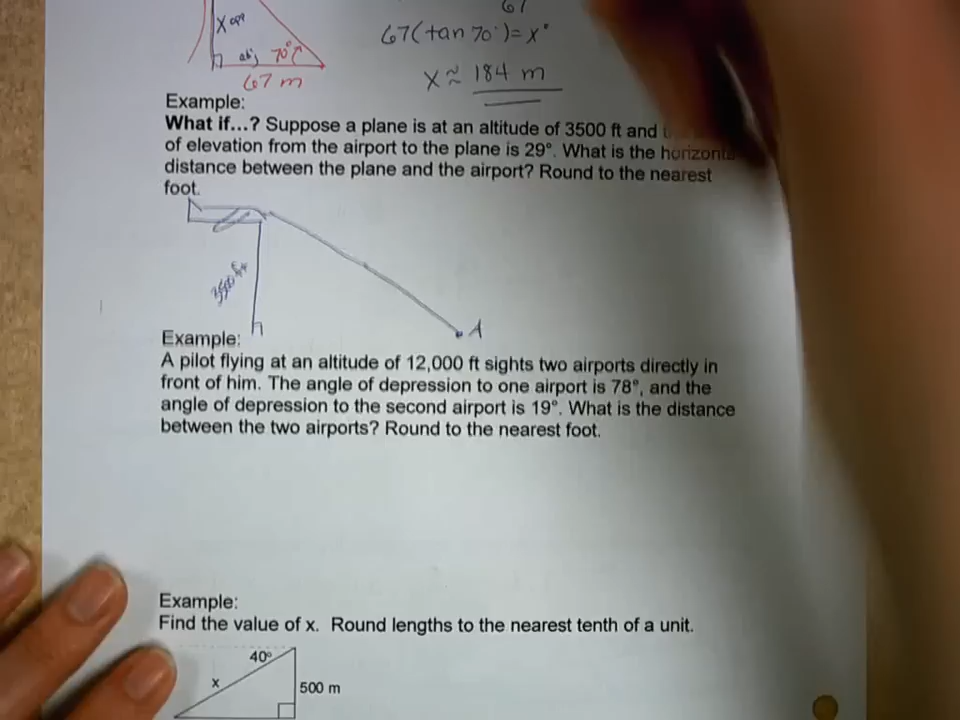 67
x opp
67(tan 70°)=x
adj 70°
67 m
x ≈ 184 m
Example:
What if...? Suppose a plane is at an altitude of 3500 ft and
of elevation from the airport to the plane is 29°. What is the
distance between the plane and the airport? Round to the nearest
foot.
3500 ft
A
Example:
A pilot flying at an altitude of 12,000 ft sights two airports directly in
front of him. The angle of depression to one airport is 78°, and the
angle of depression to the second airport is 19°. What is the distance
between the two airports? Round to the nearest foot.
Example:
Find the value of x. Round lengths to the nearest tenth of a unit.
40°
x
500 m